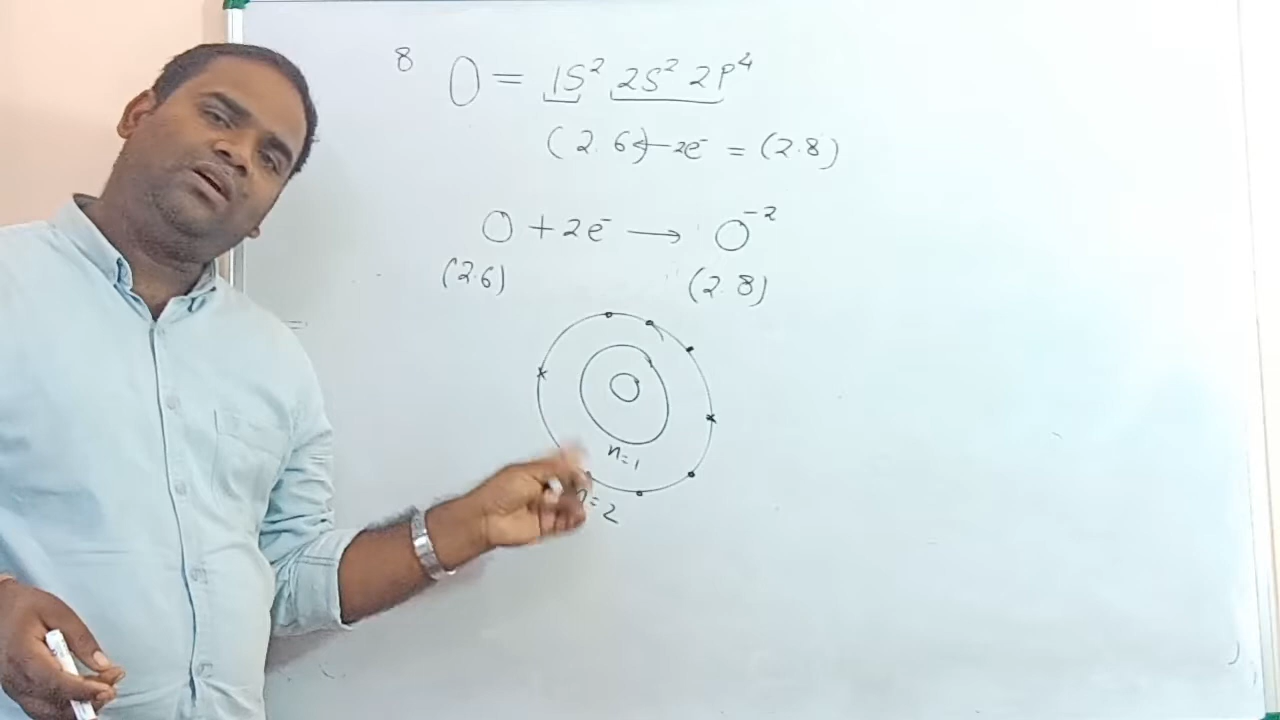 8 O = 1S² 2S² 2P⁴
(2.6)←2e⁻ = (2.8)
O + 2e⁻ → O⁻²
(2.6) (2.8)
n=1
n=2